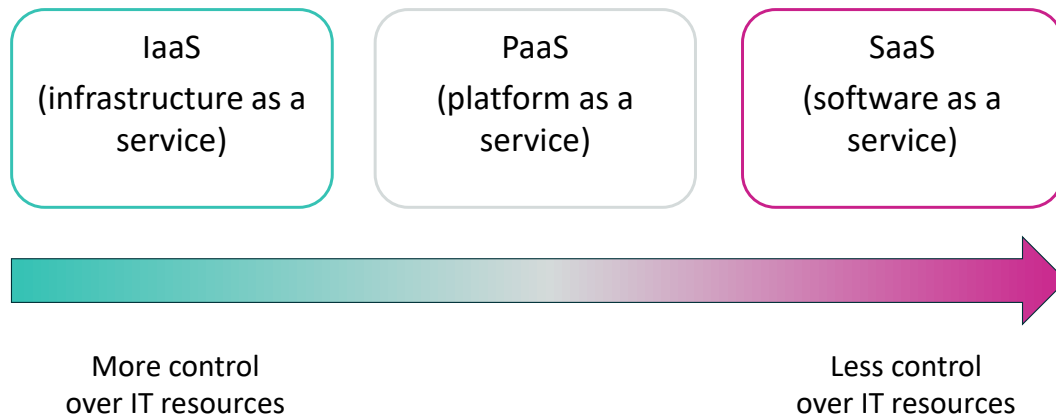 IaaS
(infrastructure as a
service)
PaaS
(platform as a
service)
SaaS
(software as a
service)
More control
over IT resources
Less control
over IT resources